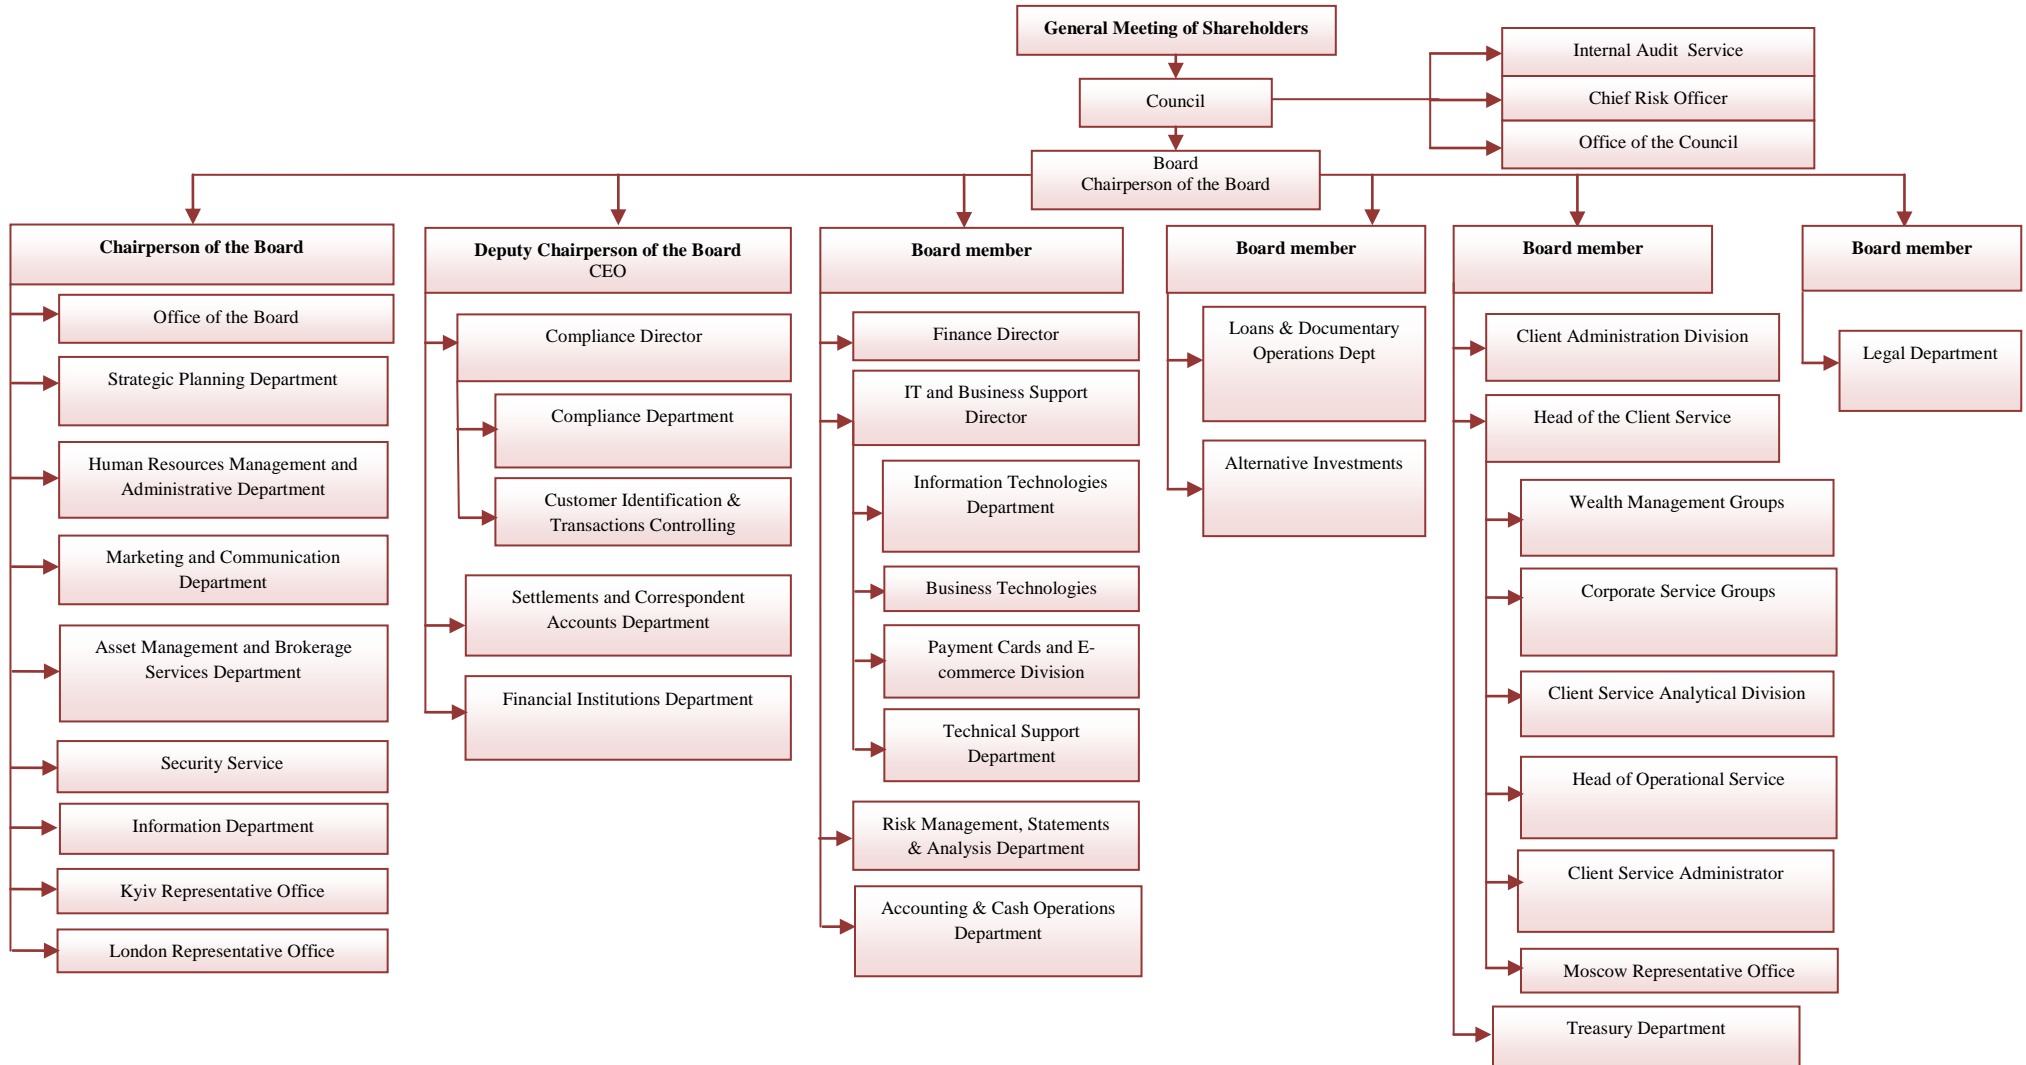 General Meeting of Shareholders
Council
Internal Audit Service
Chief Risk Officer
Office of the Council
Board
Chairperson of the Board
Chairperson of the Board
Office of the Board
Strategic Planning Department
Human Resources Management and
Administrative Department
Marketing and Communication
Department
Asset Management and Brokerage
Services Department
Security Service
Information Department
Kyiv Representative Office
London Representative Office
Deputy Chairperson of the Board
CEO
Compliance Director
Compliance Department
Customer Identification &
Transactions Controlling
Settlements and Correspondent
Accounts Department
Financial Institutions Department
Board member
Finance Director
IT and Business Support
Director
Information Technologies
Department
Business Technologies
Payment Cards and E-
commerce Division
Technical Support
Department
Risk Management, Statements
& Analysis Department
Accounting & Cash Operations
Department
Board member
Loans & Documentary
Operations Dept
Alternative Investments
Board member
Client Administration Division
Head of the Client Service
Wealth Management Groups
Corporate Service Groups
Client Service Analytical Division
Head of Operational Service
Client Service Administrator
Moscow Representative Office
Treasury Department
Board member
Legal Department